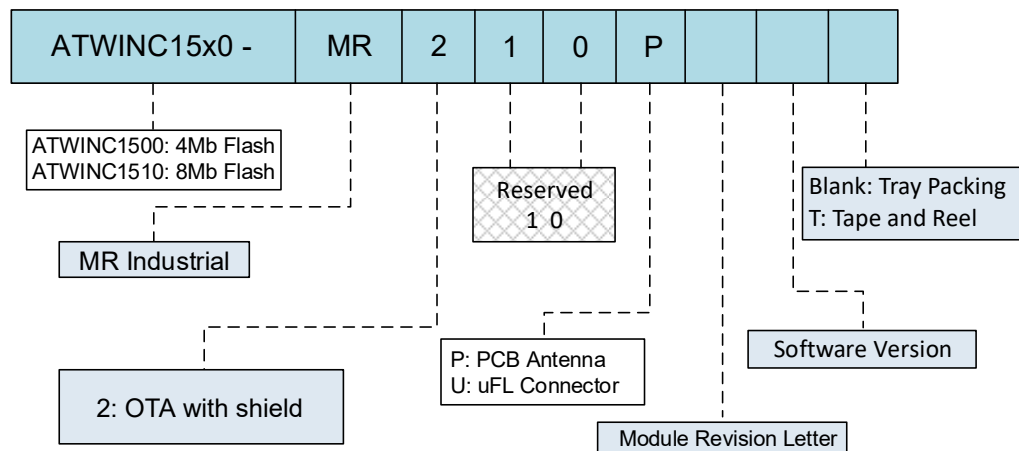 ATWINC15x0 - MR 2 1 0 P
ATWINC1500: 4Mb Flash
ATWINC1510: 8Mb Flash
Reserved
1 0
Blank: Tray Packing
T: Tape and Reel
MR Industrial
P: PCB Antenna
U: uFL Connector
Software Version
2: OTA with shield
Module Revision Letter